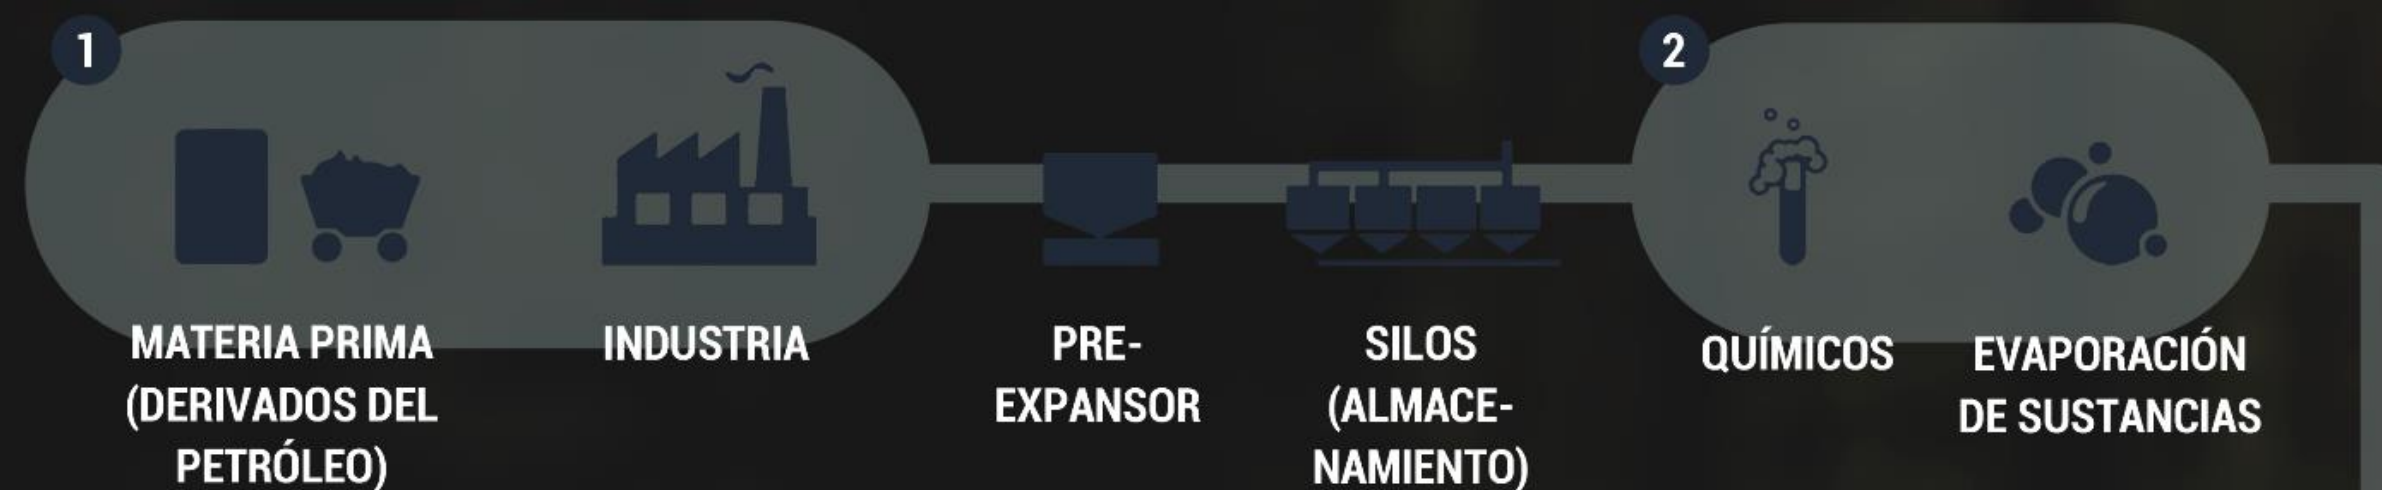 1
MATERIA PRIMA
(DERIVADOS DEL
PETRÓLEO)
INDUSTRIA
PRE-
EXPANSOR
SILOS
(ALMACE-
NAMIENTO)
2
QUÍMICOS
EVAPORACIÓN
DE SUSTANCIAS